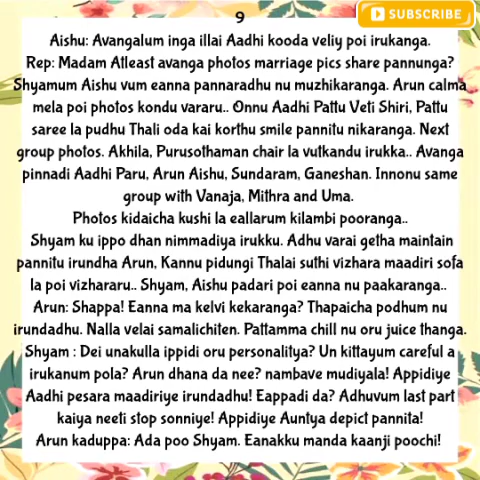 9
SUBSCRIBE
Aishu: Avangalum inga illai Aadhi kooda veliy poi irukanga.
Rep: Madam Atleast avanga photos marriage pics share pannunga?
Shyamum Aishu vum eanna pannaradhu nu muzhikaranga. Arun calma
mela poi photos kondu vararu.. Onnu Aadhi Pattu Veti Shiri, Pattu
saree la pudhu Thali oda kai korthu smile pannitu nikaranga. Next
group photos. Akhila, Purusothaman chair la vutkandu irukka.. Avanga
pinnadi Aadhi Paru, Arun Aishu, Sundaram, Ganeshan. Innonu same
group with Vanaja, Mithra and Uma.
Photos kidaicha kushi la eallarum kilambi pooranga..
Shyam ku ippo dhan nimmadiya irukku. Adhu varai getha maintain
pannitu irundha Arun, Kannu pidungi Thalai suthi vizhara maadiri sofa
la poi vizhararu.. Shyam, Aishu padari poi eanna nu paakaranga..
Arun: Shappa! Eanna ma kelvi kekaranga? Thapaicha podhum nu
irundadhu. Nalla velai samalichiten. Pattamma chill nu oru juice thanga.
Shyam : Dei unakulla ippidi oru personalitya? Un kittayum careful a
irukanum pola? Arun dhana da nee? nambave mudiyala! Appidiye
Aadhi pesara maadiriye irundadhu! Eappadi da? Adhuvum last part
kaiya neeti stop sonniye! Appidiye Auntya depict pannita!
Arun kaduppa: Ada poo Shyam. Eanakku manda kaanji poochi!